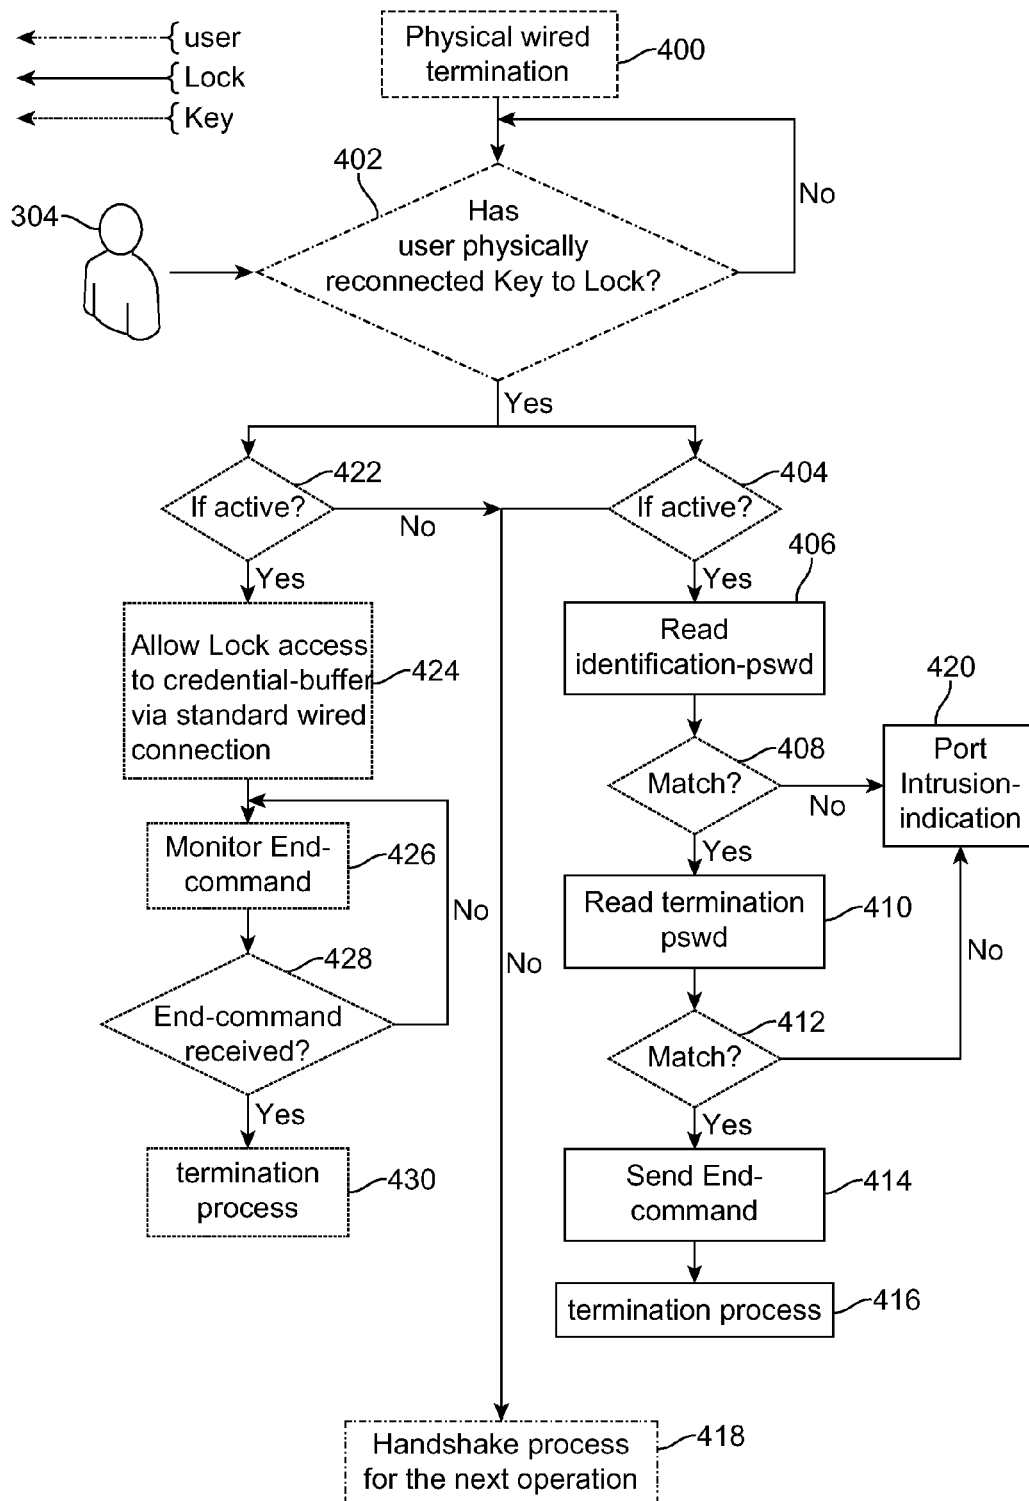 user
Lock
Key
Physical wired
termination
400
402
304
Has
user physically
reconnected Key to Lock?
No
Yes
422
If active?
No
404
If active?
Yes
Yes
406
Allow Lock access
to credential-buffer
via standard wired
connection
424
Read
identification-pswd
420
Port
Intrusion-
indication
408
Match?
No
Yes
Monitor End-
command
426
No
Read termination
pswd
410
No
No
428
End-command
received?
412
Match?
Yes
Yes
termination
process
430
Send End-
command
414
termination process
416
Handshake process
for the next operation
418